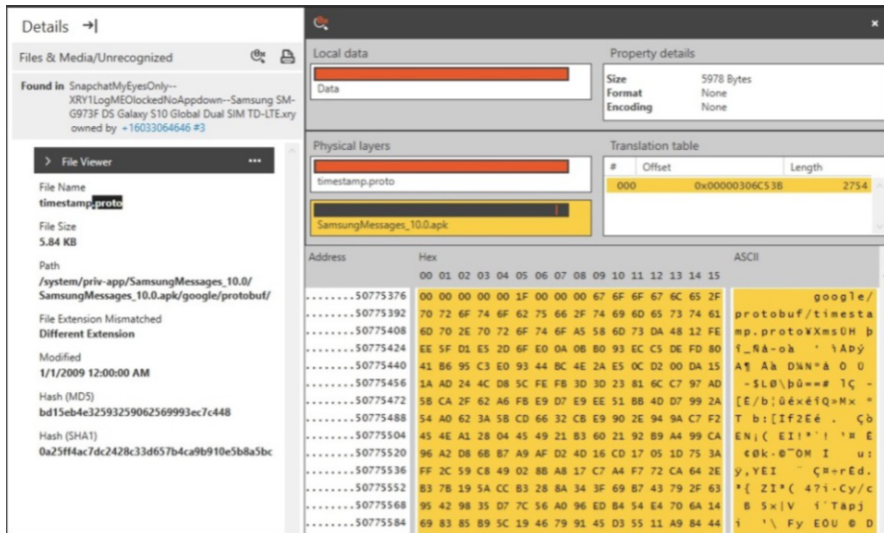 Details
Files & Media/Unrecognized
Found in SnapchatMyEyesOnly--
XRY1LogMEOlockedNoAppdown--Samsung SM-
G973F DS Galaxy S10 Global Dual SIM TD-LTE.xry
owned by +16033064646 #3
File Viewer
File Name
timestamp.proto
File Size
5.84 KB
Path
/system/priv-app/SamsungMessages_10.0/
SamsungMessages_10.0.apk/google/protobuf/
File Extension Mismatched
Different Extension
Modified
1/1/2009 12:00:00 AM
Hash (MD5)
bd15eb4e32593259062569993ec7c448
Hash (SHA1)
0a25ff4ac7dc2428c33d657b4ca9b910e5b8a5bc
Local data
Data
Property details
Size 5978 Bytes
Format None
Encoding None
Physical layers
timestamp.proto
SamsungMessages_10.0.apk
Translation table
# Offset Length
000 0x00000306C53B 2754
Address Hex ASCII
00 01 02 03 04 05 06 07 08 09 10 11 12 13 14 15
........50775376 00 00 00 00 00 1F 00 00 00 67 6F 6F 67 6C 65 2F google/
........50775392 70 72 6F 74 6F 62 75 66 2F 74 69 6D 65 73 74 61 protobuf/timesta
........50775408 6D 70 2E 70 72 6F 74 6F A5 58 6D 73 DA 48 12 FE mp.proto¥XmsÚH þ
........50775424 EE 5F D1 E5 2D 6F E0 0A 0B B0 93 EC C5 DE FD 80
........50775440 41 B6 95 C3 E0 93 44 BC 4E 2A E5 0C D2 00 DA 15
........50775456 1A AD 24 4C D8 5C FE FB 3D 3D 23 81 6C C7 97 AD
........50775472 5B CA 2F 62 A6 FB E9 D7 E9 EE 51 BB 4D D7 99 2A
........50775488 54 A0 62 3A 5B CD 66 32 CB E9 90 2E 94 9A C7 F2
........50775504 45 4E A1 28 04 45 49 21 B3 60 21 92 B9 A4 99 CA
........50775520 96 A2 D8 6B B7 A9 AF D2 4D 16 CD 17 05 1D 75 3A
........50775536 FF 2C 59 C8 49 02 8B A8 17 C7 A4 F7 72 CA 64 2E
........50775552 B3 7B 19 5A CC B3 28 8A 34 3F 69 B7 43 79 2F 63
........50775568 95 42 98 35 D7 7C 56 A0 96 ED B4 54 E4 70 6A 14
........50775584 69 83 85 B9 5C 19 46 79 91 45 D3 55 11 A9 84 44